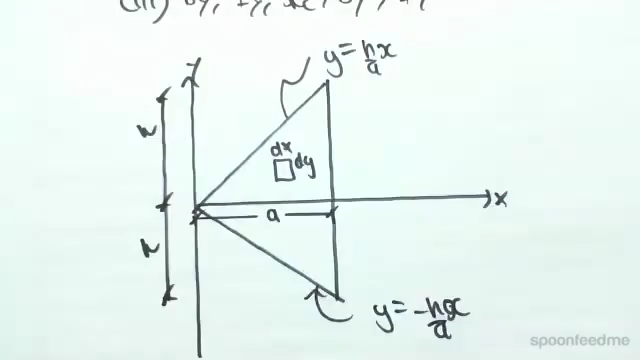 y
y = hx/a
h
dx
dy
x
a
h
y = -hx/a
spoonfeedme